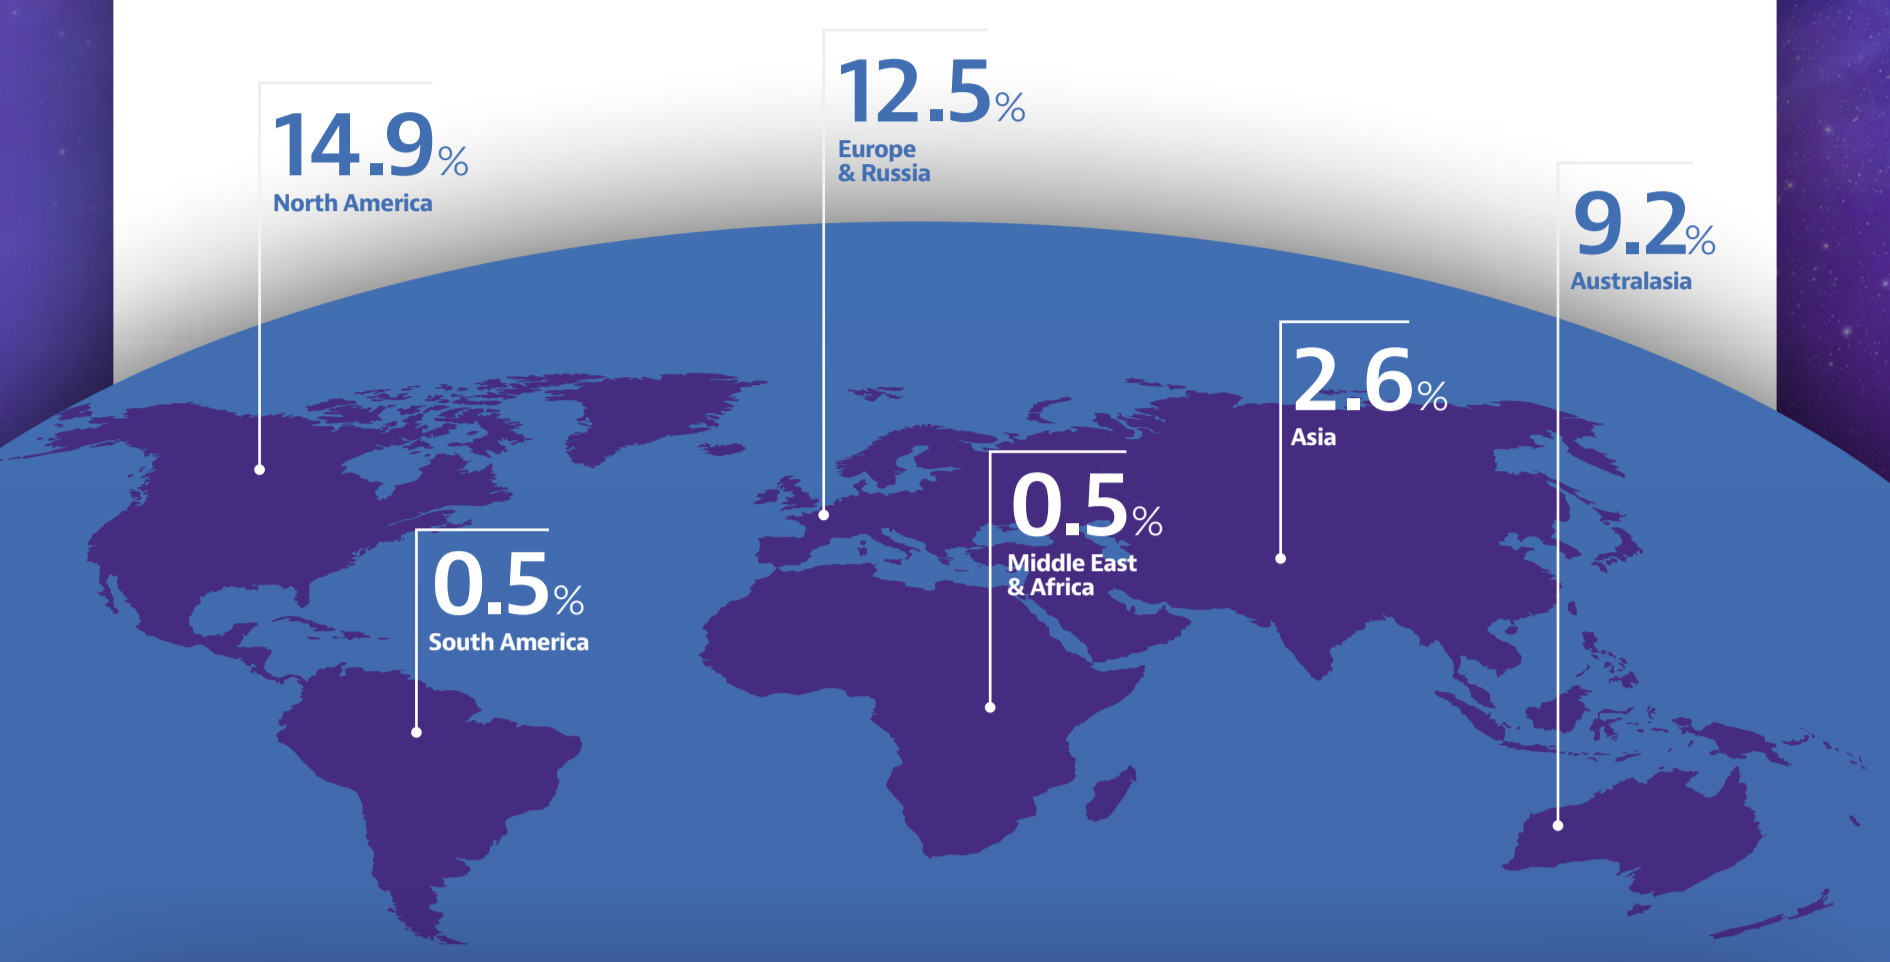 14.9%
North America
12.5%
Europe
& Russia
9.2%
Australasia
2.6%
Asia
0.5%
Middle East
& Africa
0.5%
South America